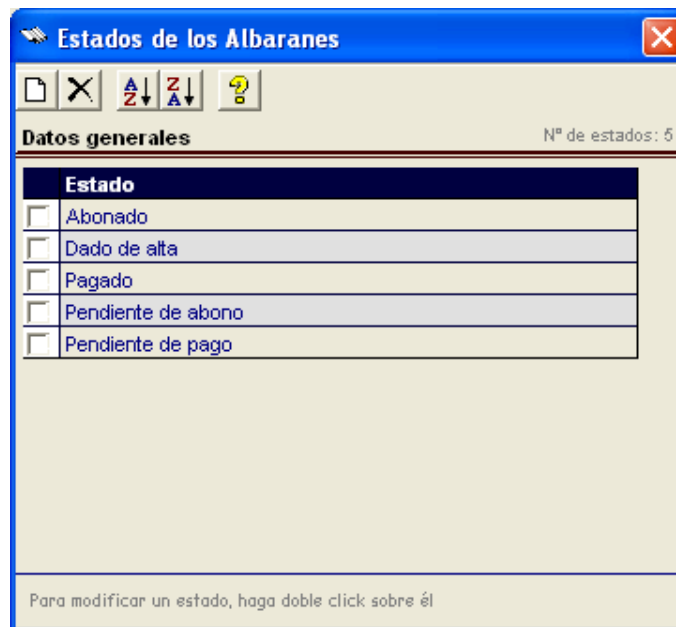 Estados de los Albaranes
Datos generales Nº de estados: 5
Estado
Abonado
Dado de alta
Pagado
Pendiente de abono
Pendiente de pago
Para modificar un estado, haga doble click sobre él